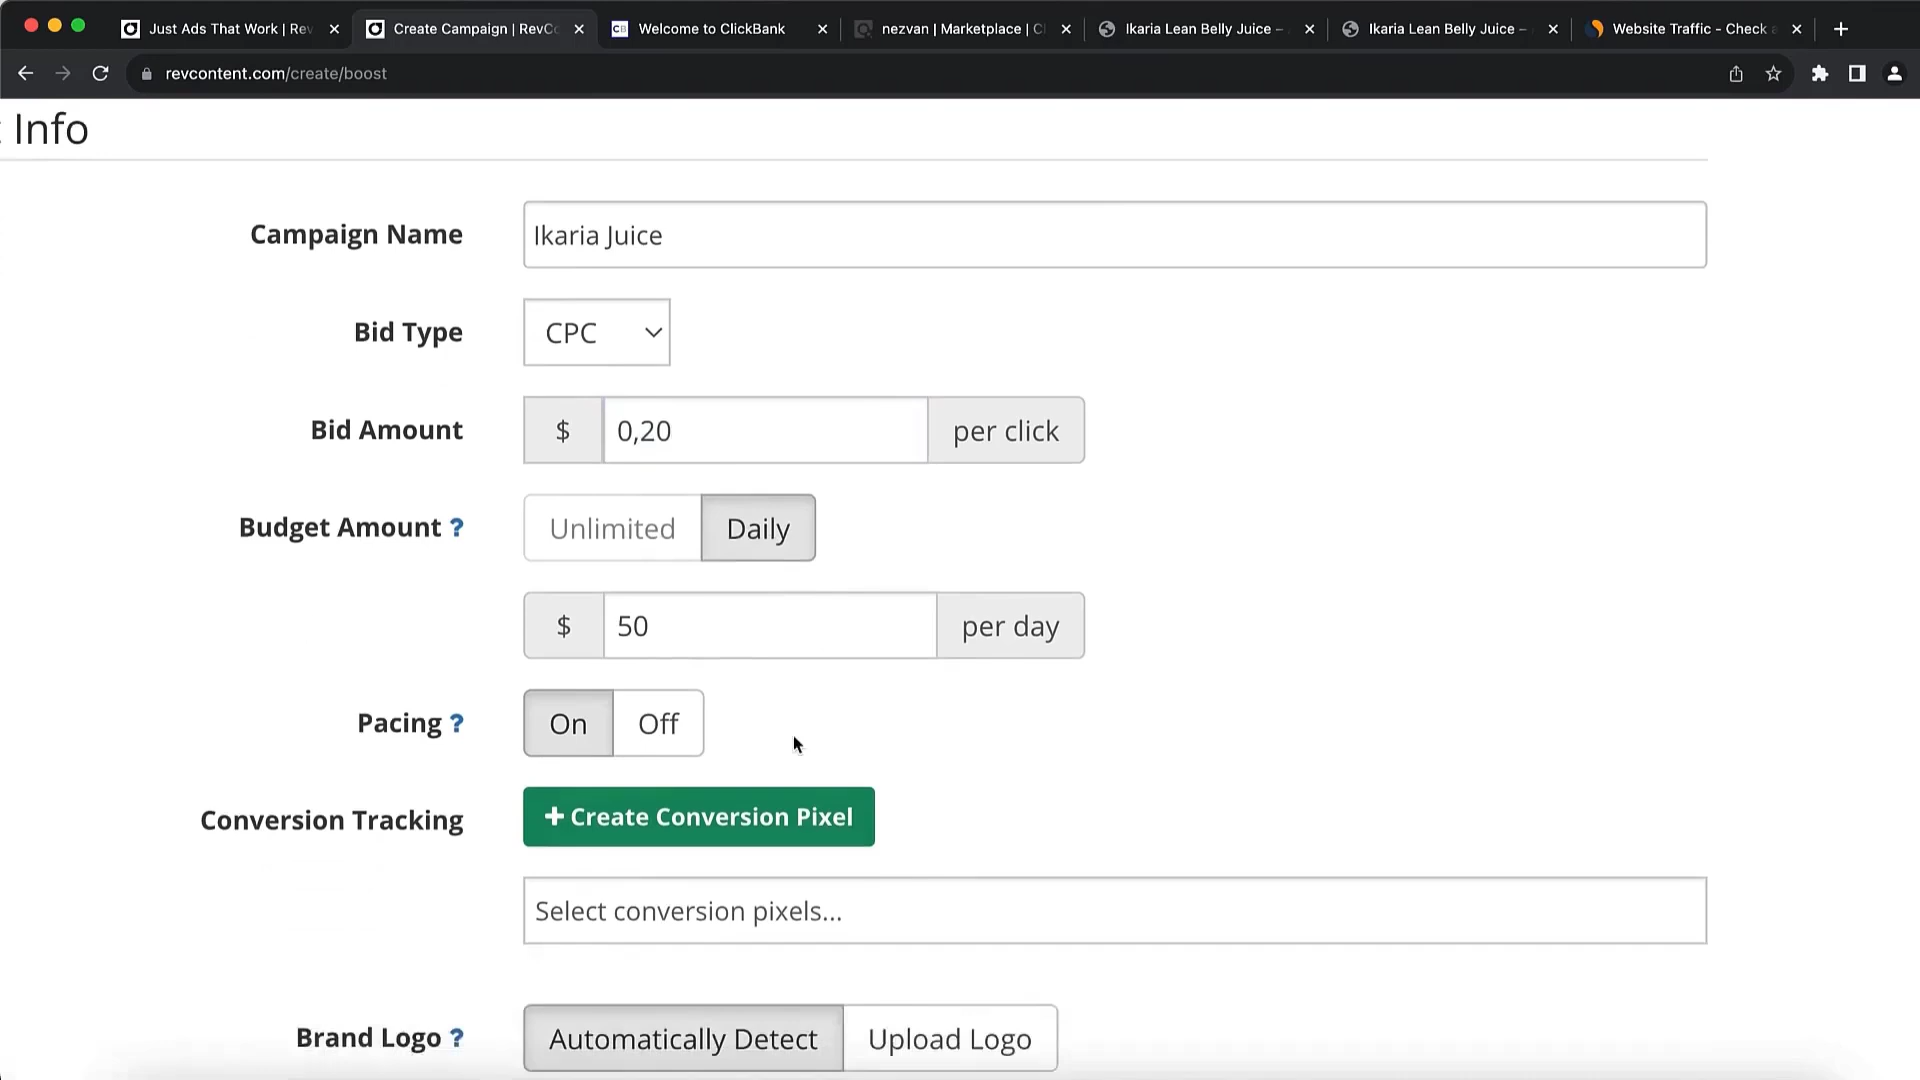 Just Ads That Work | Rev
Create Campaign | RevCo
Welcome to ClickBank
nezvan | Marketplace | Cl
Ikaria Lean Belly Juice –
Ikaria Lean Belly Juice –
Website Traffic - Check a
revcontent.com/create/boost
Info
Campaign Name
Ikaria Juice
Bid Type
CPC
Bid Amount
$ 0,20 per click
Budget Amount ?
Unlimited Daily
$ 50 per day
Pacing ?
On Off
Conversion Tracking
+ Create Conversion Pixel
Select conversion pixels...
Brand Logo ?
Automatically Detect Upload Logo